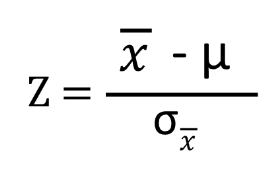 Z = (x̅ - μ) / σ_x̅